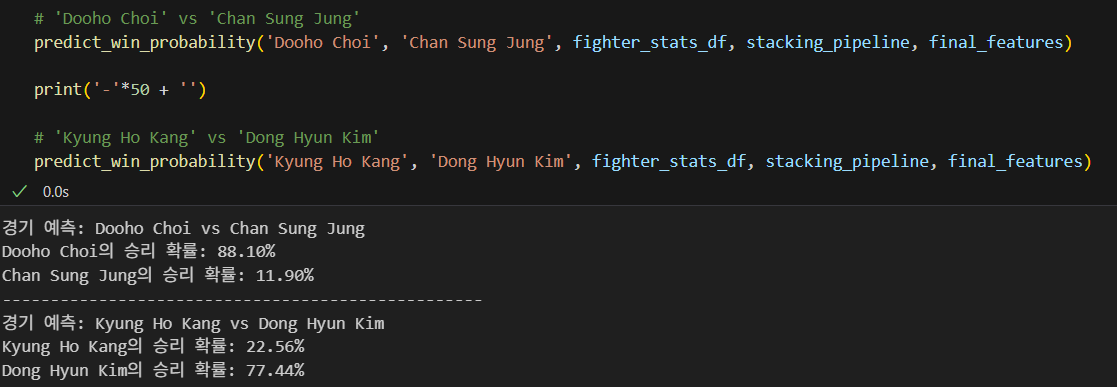 # 'Dooho Choi' vs 'Chan Sung Jung'
predict_win_probability('Dooho Choi', 'Chan Sung Jung', fighter_stats_df, stacking_pipeline, final_features)
print('-'*50 + '')
# 'Kyung Ho Kang' vs 'Dong Hyun Kim'
predict_win_probability('Kyung Ho Kang', 'Dong Hyun Kim', fighter_stats_df, stacking_pipeline, final_features)
✓ 0.0s
경기 예측: Dooho Choi vs Chan Sung Jung
Dooho Choi의 승리 확률: 88.10%
Chan Sung Jung의 승리 확률: 11.90%
--------------------------------------------------
경기 예측: Kyung Ho Kang vs Dong Hyun Kim
Kyung Ho Kang의 승리 확률: 22.56%
Dong Hyun Kim의 승리 확률: 77.44%